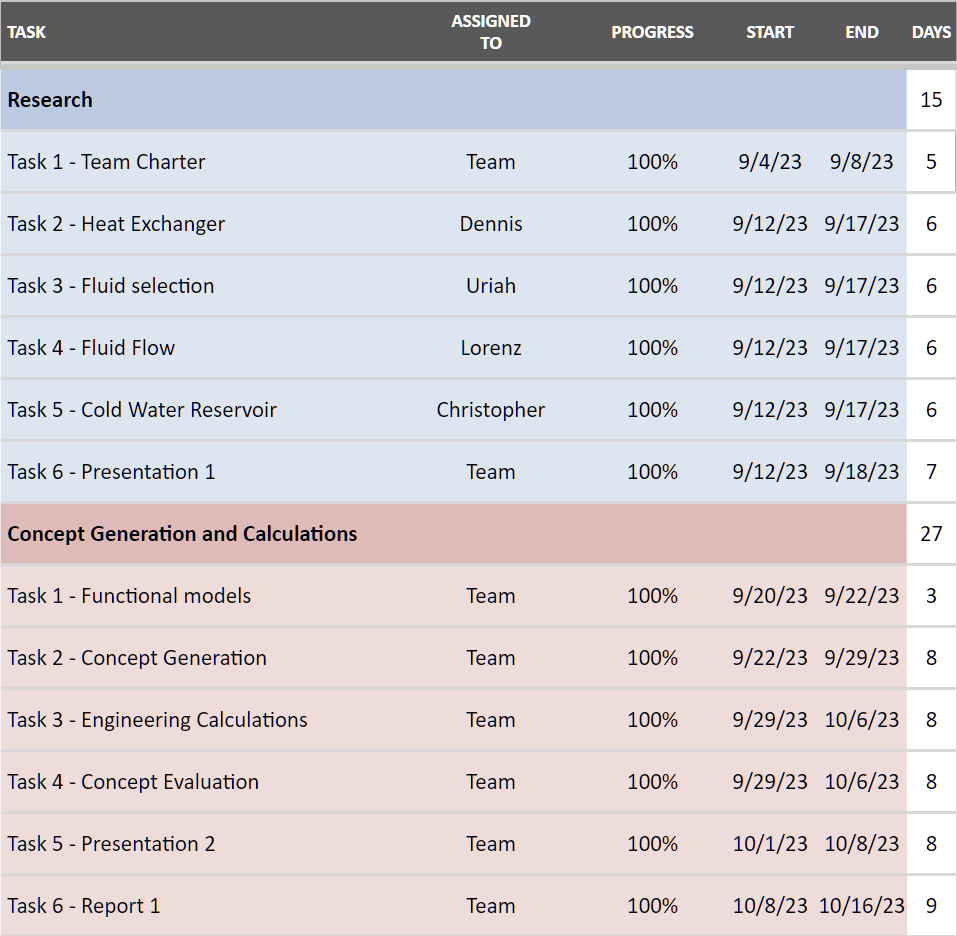 TASK ASSIGNED TO PROGRESS START END DAYS
Research 15
Task 1 - Team Charter Team 100% 9/4/23 9/8/23 5
Task 2 - Heat Exchanger Dennis 100% 9/12/23 9/17/23 6
Task 3 - Fluid selection Uriah 100% 9/12/23 9/17/23 6
Task 4 - Fluid Flow Lorenz 100% 9/12/23 9/17/23 6
Task 5 - Cold Water Reservoir Christopher 100% 9/12/23 9/17/23 6
Task 6 - Presentation 1 Team 100% 9/12/23 9/18/23 7
Concept Generation and Calculations 27
Task 1 - Functional models Team 100% 9/20/23 9/22/23 3
Task 2 - Concept Generation Team 100% 9/22/23 9/29/23 8
Task 3 - Engineering Calculations Team 100% 9/29/23 10/6/23 8
Task 4 - Concept Evaluation Team 100% 9/29/23 10/6/23 8
Task 5 - Presentation 2 Team 100% 10/1/23 10/8/23 8
Task 6 - Report 1 Team 100% 10/8/23 10/16/23 9